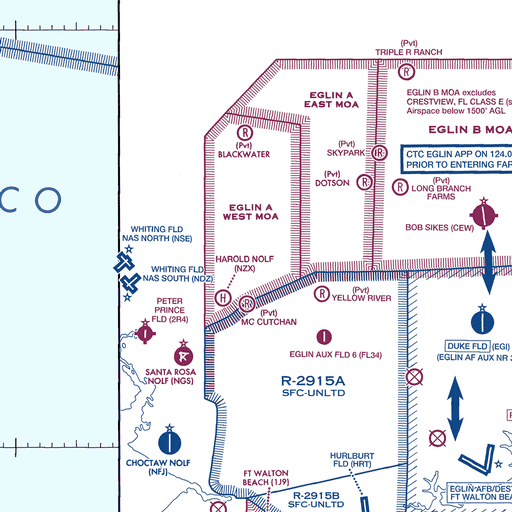 (Pvt)
TRIPLE R RANCH
R
EGLIN A
EAST MOA
EGLIN B MOA excludes
CRESTVIEW, FL CLASS E (s
Airspace below 1500' AGL
EGLIN B MOA
R
(Pvt)
BLACKWATER
(Pvt)
SKYPARK
R
CTC EGLIN APP ON 124.0
PRIOR TO ENTERING FAR
(Pvt)
DOTSON
R
R
(Pvt)
LONG BRANCH
FARMS
C O
EGLIN A
WEST MOA
BOB SIKES (CEW)
WHITING FLD
NAS NORTH (NSE)
WHITING FLD
NAS SOUTH (NDZ)
HAROLD NOLF
(NZX)
H
R
(Pvt)
MC CUTCHAN
R
(Pvt)
YELLOW RIVER
PETER
PRINCE
FLD (2R4)
SANTA ROSA
NOLF (NGS)
EGLIN AUX FLD 6 (FL34)
DUKE FLD (EGI)
(EGLIN AF AUX NR 3
R-2915A
SFC-UNLTD
CHOCTAW NOLF
(NFJ)
HURLBURT
FLD (HRT)
FT WALTON
BEACH (1J9)
R-2915B
SFC-UNLTD
EGLIN AFB/DES
FT WALTON BEA